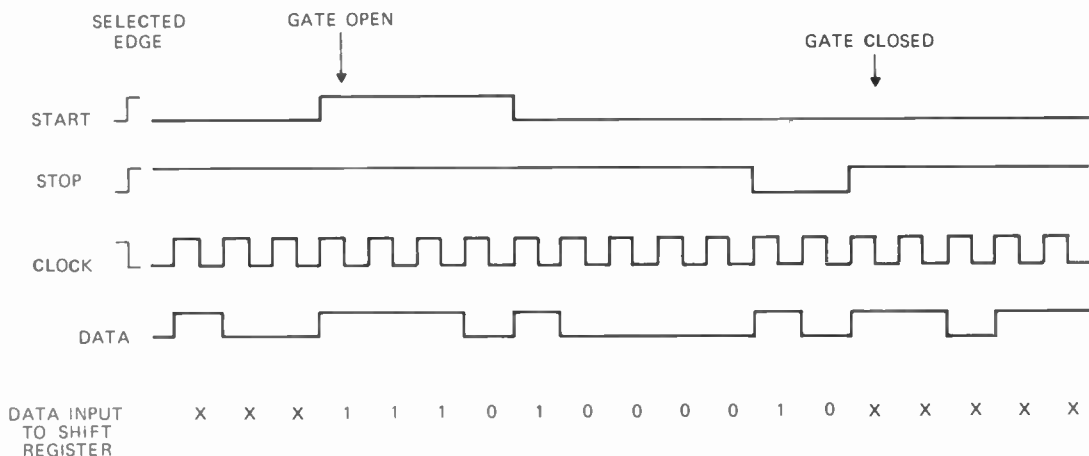 SELECTED
EDGE
GATE OPEN
GATE CLOSED
START
STOP
CLOCK
DATA
DATA INPUT
TO SHIFT
REGISTER
X X X 1 1 1 0 1 0 0 0 0 1 0 X X X X X